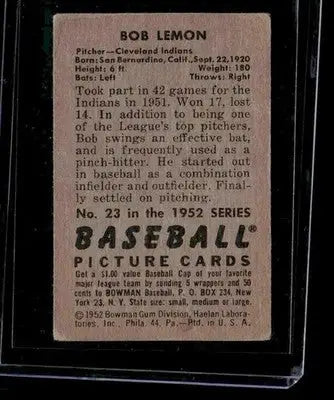 BOB LEMON
Pitcher—Cleveland Indians
Born: San Bernardino, Calif., Sept. 22, 1920
Height: 6 ft. Weight: 180
Bats: Left Throws: Right
Took part in 42 games for the
Indians in 1951. Won 17, lost
14. In addition to being one
of the League's top pitchers,
Bob swings an effective bat,
and is frequently used as a
pinch-hitter. He started out
in baseball as a combination
infielder and outfielder. Final-
ly settled on pitching.
No. 23 in the 1952 SERIES
BASEBALL®
PICTURE CARDS
Get a $1.00 value Baseball Cap of your favorite
major league team by sending 5 wrappers and 50
cents to BOWMAN Baseball, P. O. BOX 234, New
York 23, N. Y. State size: small, medium or large.
©1952 Bowman Gum Division, Haelan Labora-
tories, Inc., Phila. 44, Pa.—Ptd. in U. S. A.